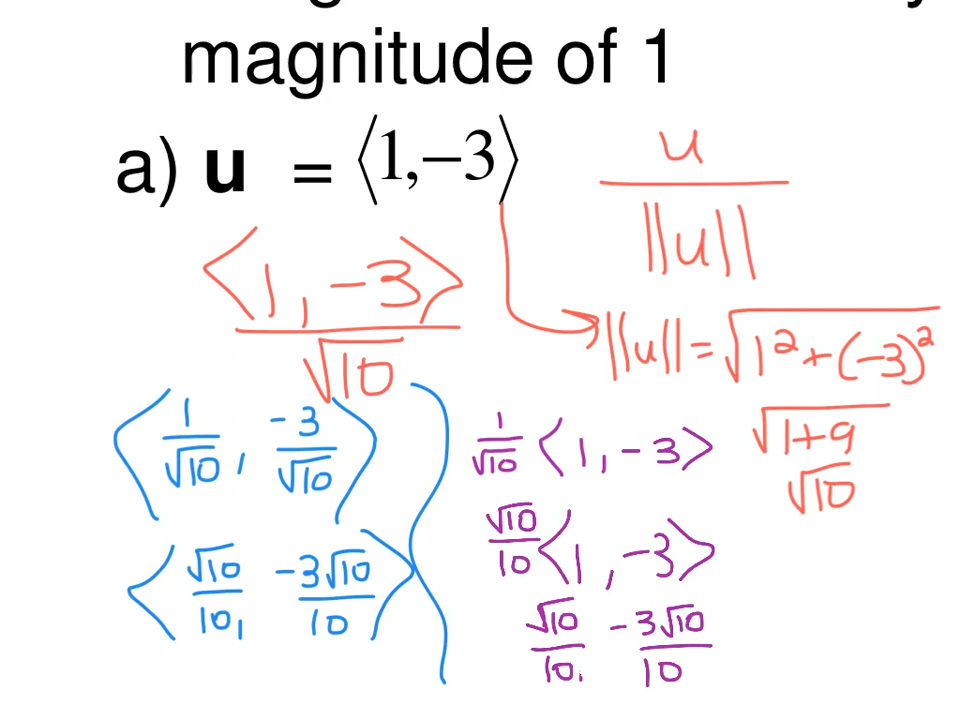 magnitude of 1
a) u = ⟨1,−3⟩
u / ||u||
⟨1, −3⟩ / √10
||u|| = √(1² + (−3)²)
√(1+9)
√10
⟨1/√10, −3/√10⟩
⟨√10/10, −3√10/10⟩
1/√10 ⟨1, −3⟩
√10/10 ⟨1, −3⟩
√10/10, −3√10/10